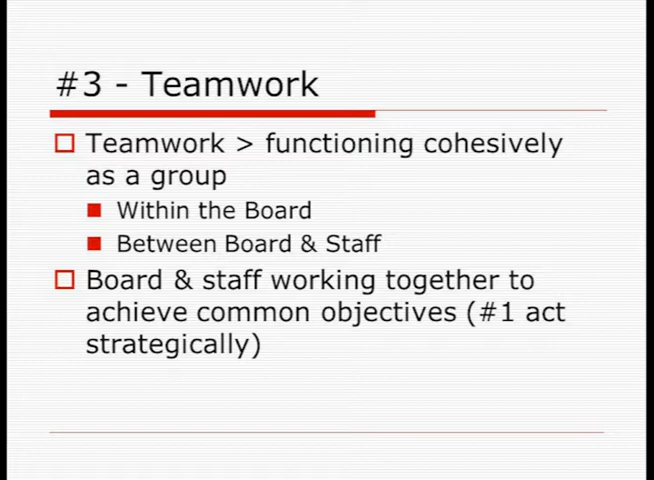 #3 - Teamwork
Teamwork > functioning cohesively
as a group
Within the Board
Between Board & Staff
Board & staff working together to
achieve common objectives (#1 act
strategically)